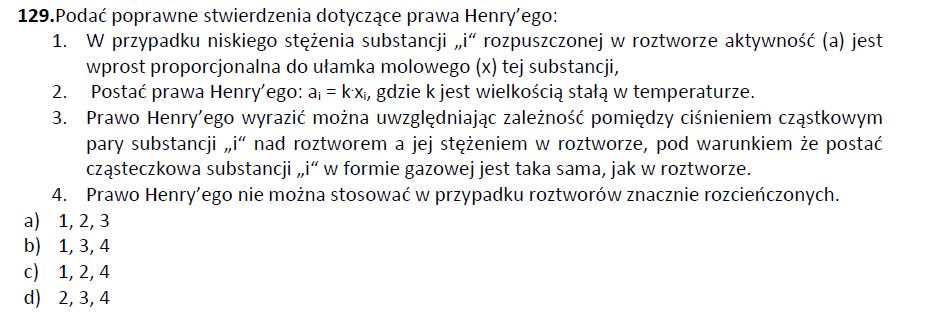 129.Podać poprawne stwierdzenia dotyczące prawa Henry’ego:
1. W przypadku niskiego stężenia substancji „i“ rozpuszczonej w roztworze aktywność (a) jest
wprost proporcjonalna do ułamka molowego (x) tej substancji,
2. Postać prawa Henry’ego: aᵢ = k·xᵢ, gdzie k jest wielkością stałą w temperaturze.
3. Prawo Henry’ego wyrazić można uwzględniając zależność pomiędzy ciśnieniem cząstkowym
pary substancji „i“ nad roztworem a jej stężeniem w roztworze, pod warunkiem że postać
cząsteczkowa substancji „i“ w formie gazowej jest taka sama, jak w roztworze.
4. Prawo Henry’ego nie można stosować w przypadku roztworów znacznie rozcieńczonych.
a) 1, 2, 3
b) 1, 3, 4
c) 1, 2, 4
d) 2, 3, 4